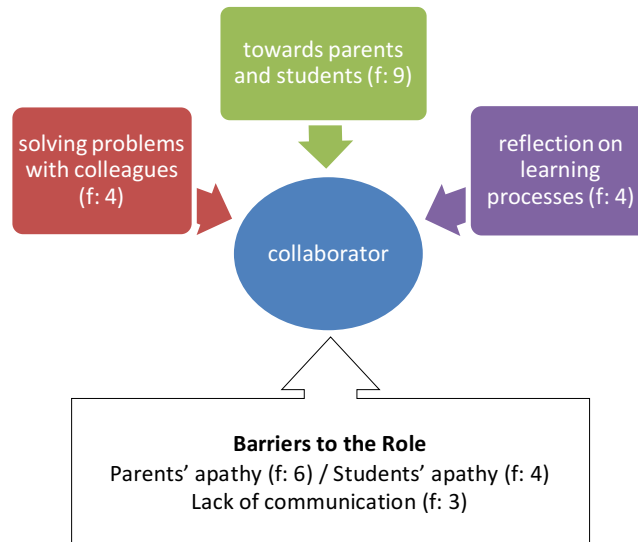 towards parents
and students (f: 9)
solving problems
with colleagues
(f: 4)
reflection on
learning
processes (f: 4)
collaborator
Barriers to the Role
Parents’ apathy (f: 6) / Students’ apathy (f: 4)
Lack of communication (f: 3)